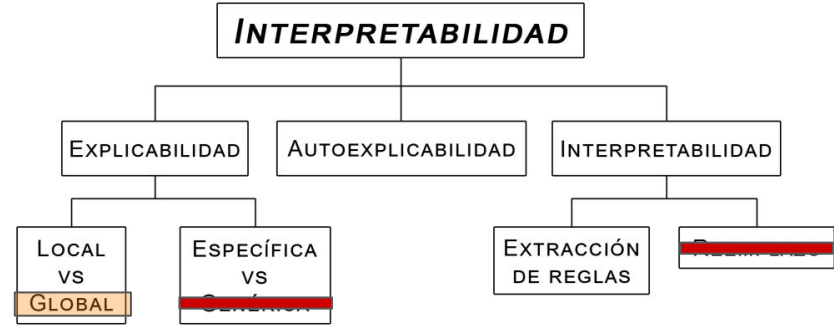 INTERPRETABILIDAD
EXPLICABILIDAD
AUTOEXPLICABILIDAD
INTERPRETABILIDAD
LOCAL
VS
GLOBAL
ESPECÍFICA
VS
EXTRACCIÓN
DE REGLAS